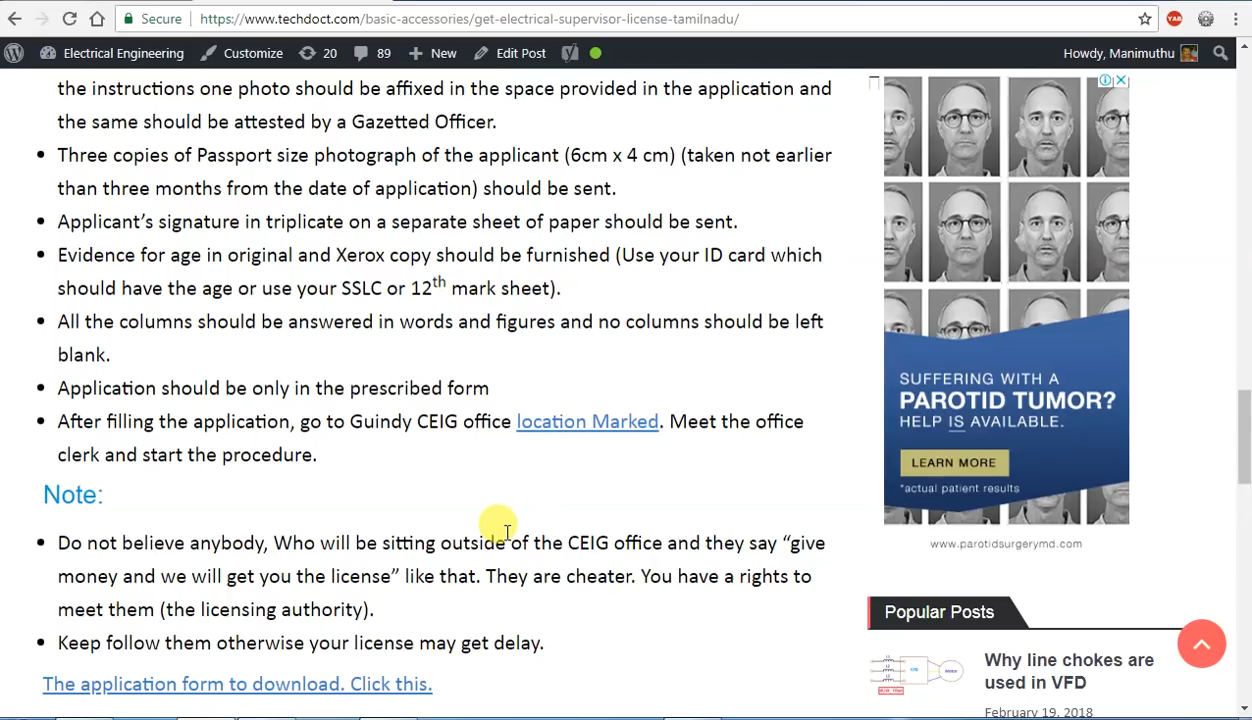 Secure https://www.techdoct.com/basic-accessories/get-electrical-supervisor-license-tamilnadu/
YAB
Electrical Engineering Customize 20 89 New Edit Post Howdy, Manimuthu
the instructions one photo should be affixed in the space provided in the application and
the same should be attested by a Gazetted Officer.
Three copies of Passport size photograph of the applicant (6cm x 4 cm) (taken not earlier
than three months from the date of application) should be sent.
Applicant’s signature in triplicate on a separate sheet of paper should be sent.
Evidence for age in original and Xerox copy should be furnished (Use your ID card which
should have the age or use your SSLC or 12th mark sheet).
All the columns should be answered in words and figures and no columns should be left
blank.
Application should be only in the prescribed form
After filling the application, go to Guindy CEIG office location Marked. Meet the office
clerk and start the procedure.
Note:
Do not believe anybody, Who will be sitting outside of the CEIG office and they say “give
money and we will get you the license” like that. They are cheater. You have a rights to
meet them (the licensing authority).
Keep follow them otherwise your license may get delay.
The application form to download. Click this.
SUFFERING WITH A
PAROTID TUMOR?
HELP IS AVAILABLE.
LEARN MORE
*actual patient results
www.parotidsurgerymd.com
Popular Posts
Why line chokes are
used in VFD
February 19, 2018